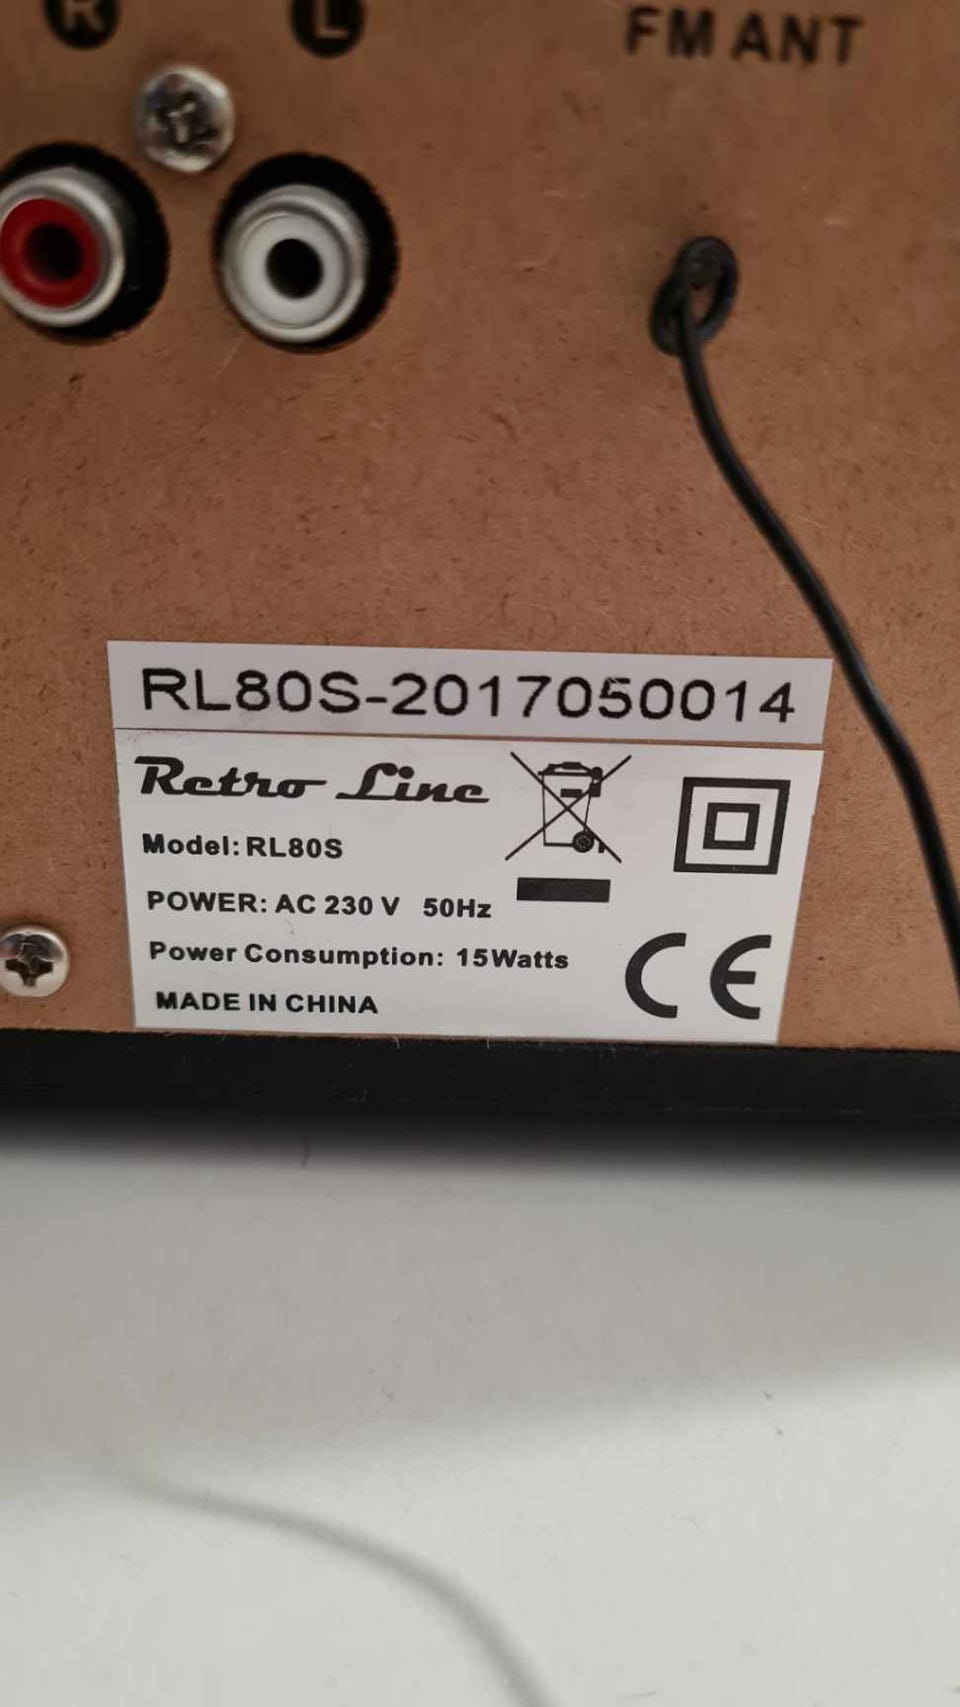 R L FM ANT
RL80S-2017050014
Retro Line
Model: RL80S
POWER: AC 230 V 50Hz
Power Consumption: 15Watts
MADE IN CHINA
CE